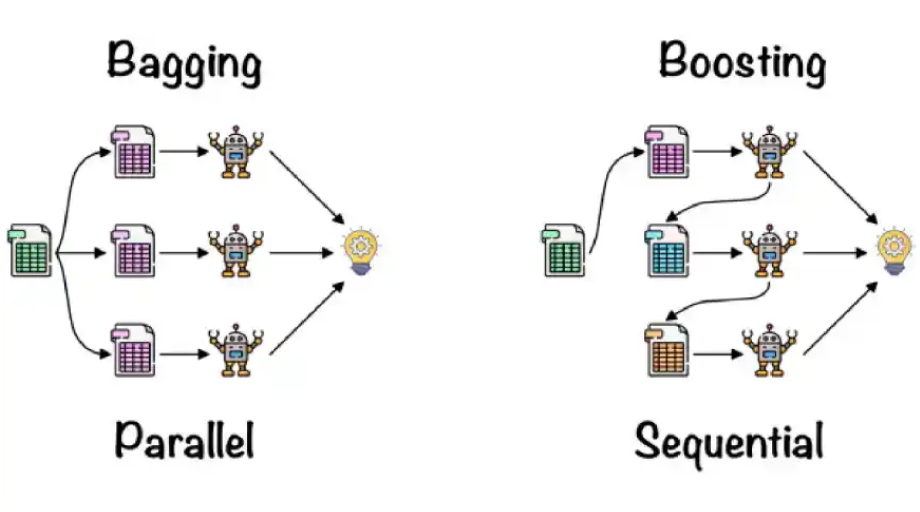 Bagging
Boosting
Parallel
Sequential